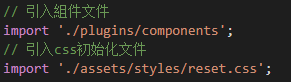 // 引入組件文件
import './plugins/components';
// 引入css初始化文件
import './assets/styles/reset.css';